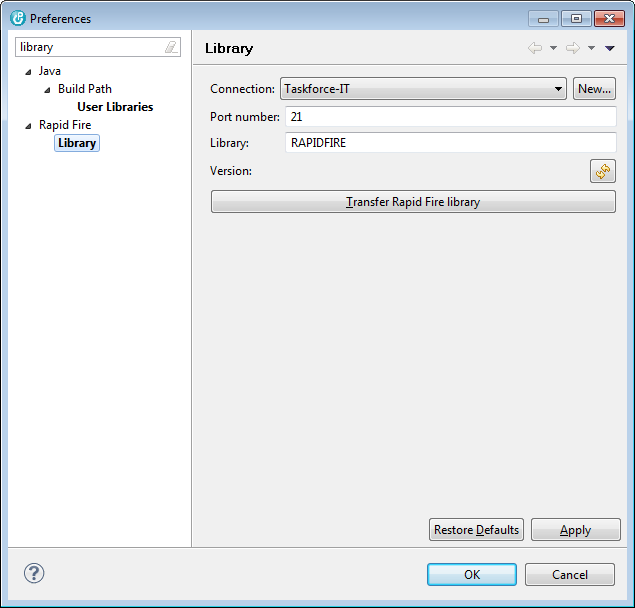 Preferences
library
Java
Build Path
User Libraries
Rapid Fire
Library
Library
Connection: Taskforce-IT New...
Port number: 21
Library: RAPIDFIRE
Version:
Transfer Rapid Fire library
Restore Defaults Apply
? OK Cancel